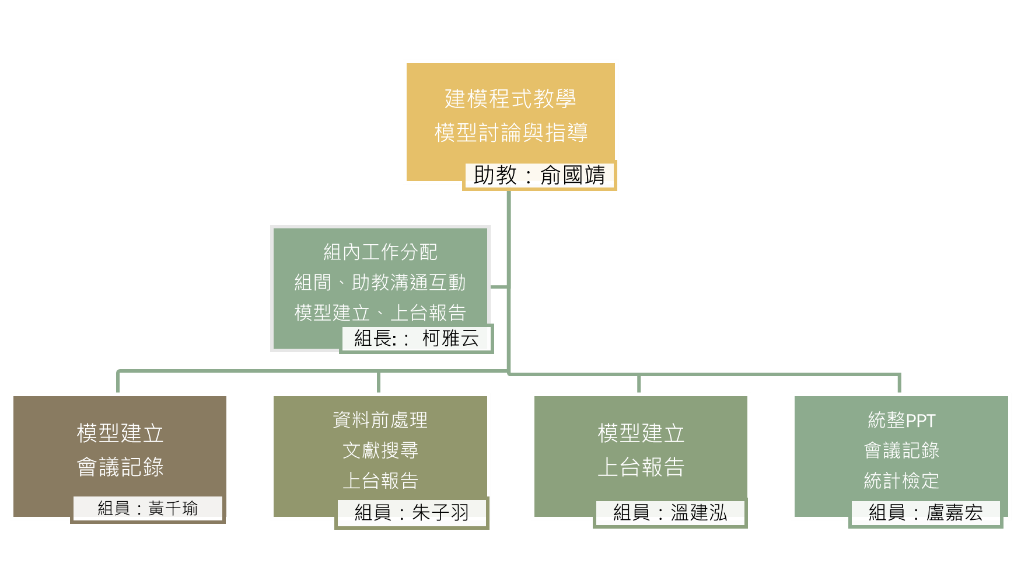 建模程式教學
模型討論與指導
助教：俞國靖
組內工作分配
組間、助教溝通互動
模型建立、上台報告
組長:： 柯雅云
模型建立
會議記錄
組員：黃千瑜
資料前處理
文獻搜尋
上台報告
組員：朱子羽
模型建立
上台報告
組員：溫建泓
統整PPT
會議記錄
統計檢定
組員：盧嘉宏